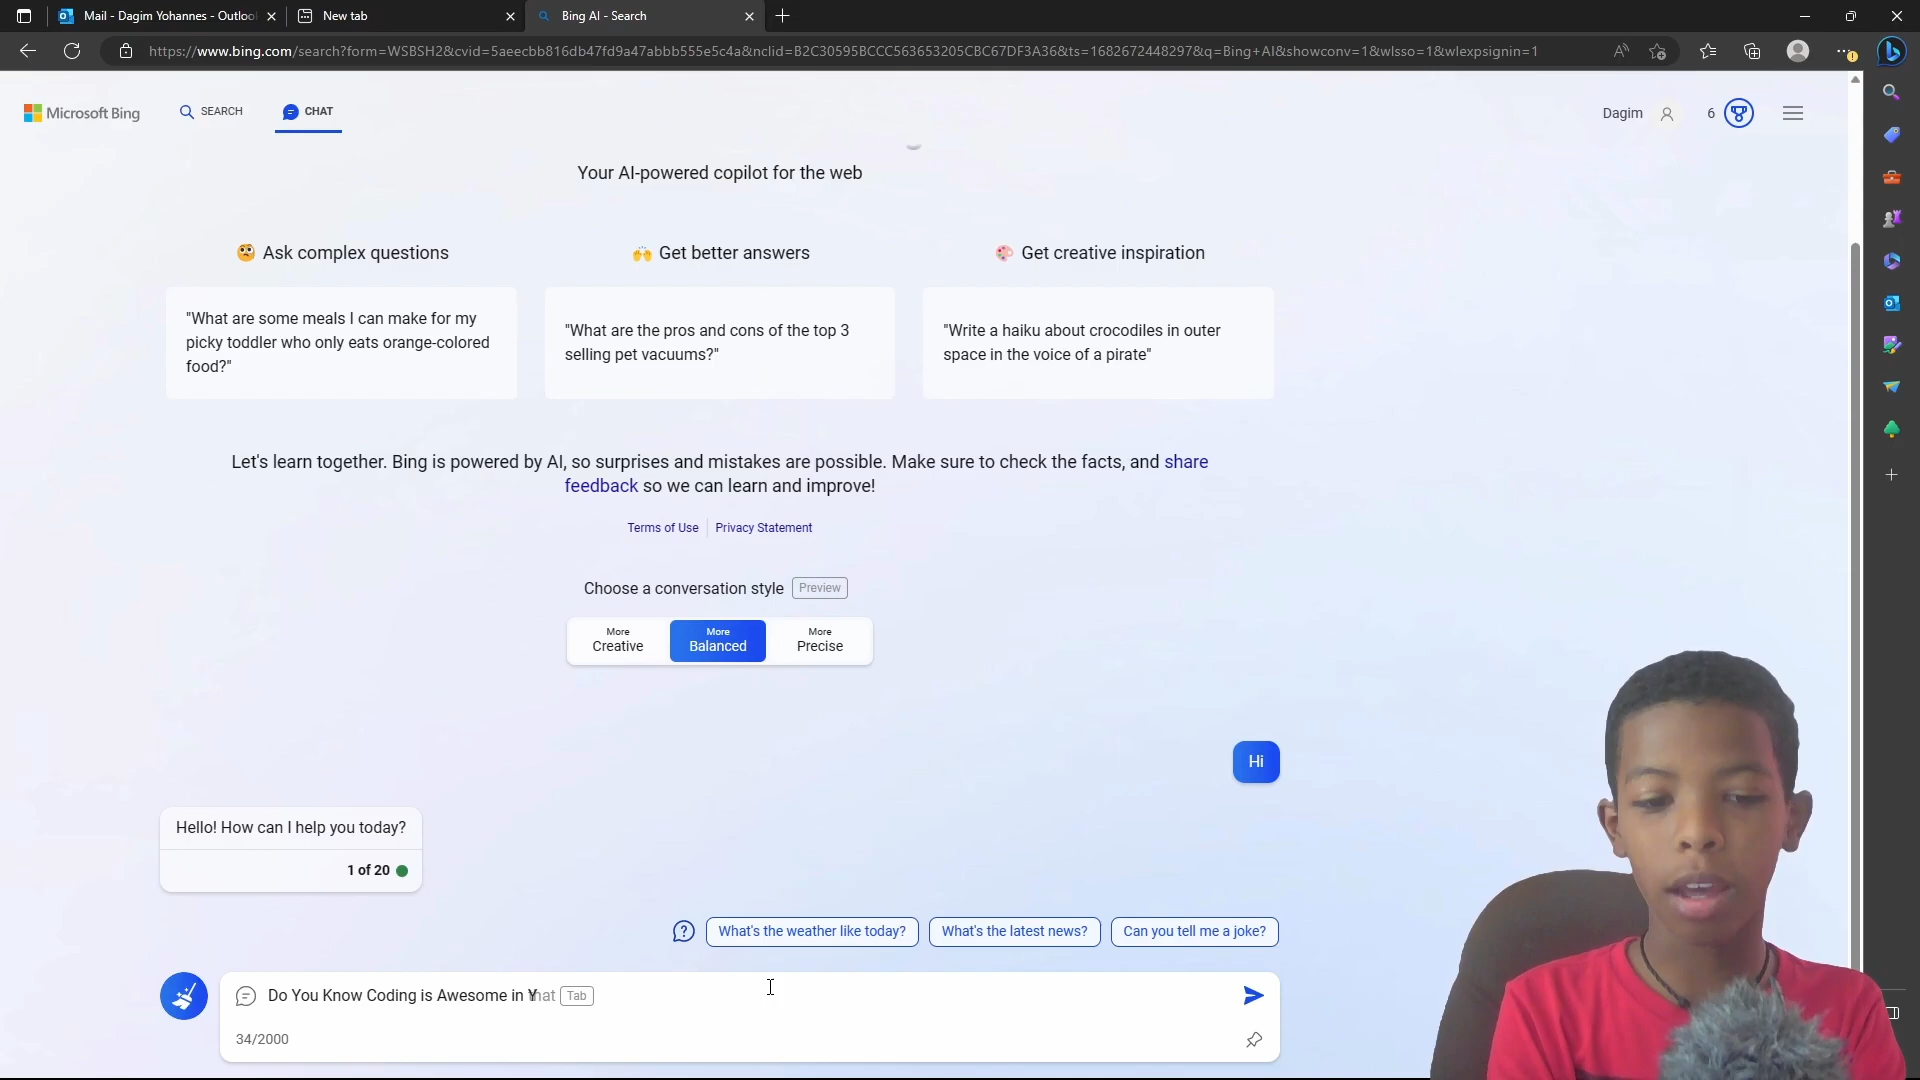 Mail - Dagim Yohannes - Outlook
New tab
Bing AI - Search
https://www.bing.com/search?form=WSBSH2&cvid=5aeecbb816db47fd9a47abbb555e5c4a&nclid=B2C30595BCCC563653205CBC67DF3A36&ts=1682672448297&q=Bing+AI&showconv=1&wlsso=1&wlexpsignin=1
Microsoft Bing
SEARCH
CHAT
Dagim
6
Your AI-powered copilot for the web
Ask complex questions
Get better answers
Get creative inspiration
"What are some meals I can make for my
picky toddler who only eats orange-colored
food?"
"What are the pros and cons of the top 3
selling pet vacuums?"
"Write a haiku about crocodiles in outer
space in the voice of a pirate"
Let's learn together. Bing is powered by AI, so surprises and mistakes are possible. Make sure to check the facts, and share
feedback so we can learn and improve!
Terms of Use
Privacy Statement
Choose a conversation style Preview
More
Creative
More
Balanced
More
Precise
Hi
Hello! How can I help you today?
1 of 20
What's the weather like today?
What's the latest news?
Can you tell me a joke?
Do You Know Coding is Awesome in Tab
34/2000